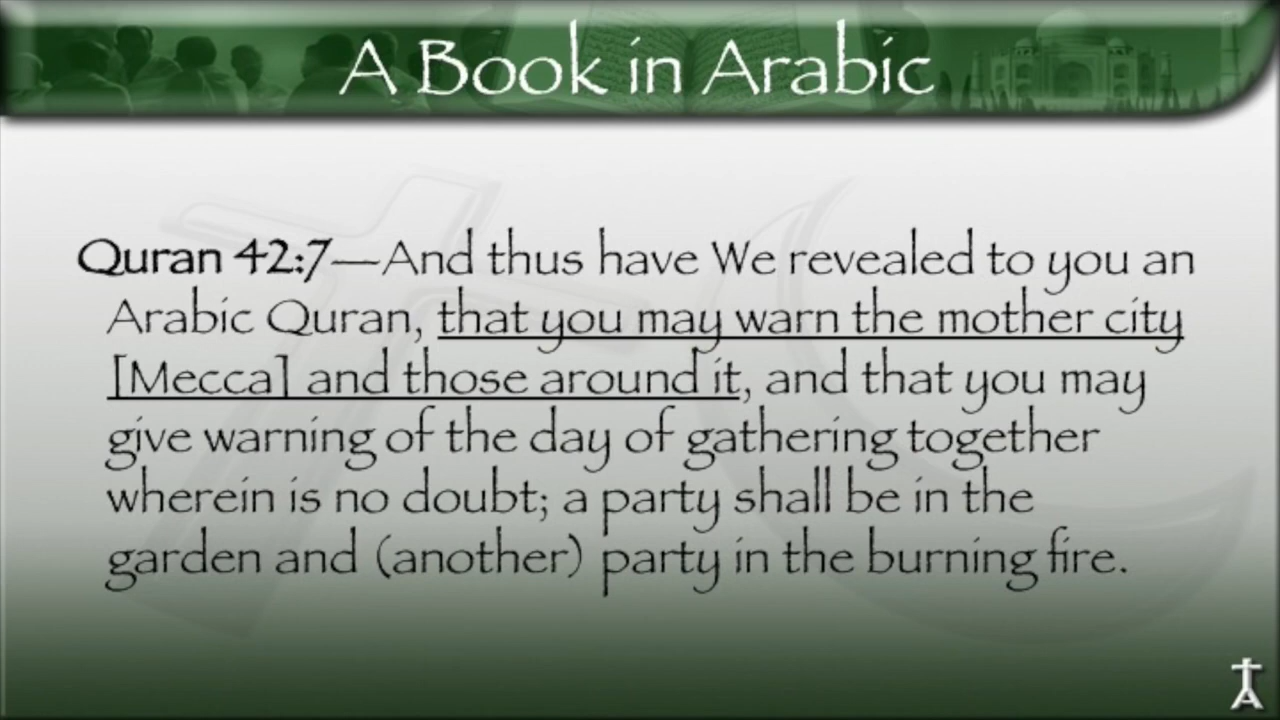 A Book in Arabic
Quran 42:7—And thus have We revealed to you an
Arabic Quran, that you may warn the mother city
[Mecca] and those around it, and that you may
give warning of the day of gathering together
wherein is no doubt; a party shall be in the
garden and (another) party in the burning fire.